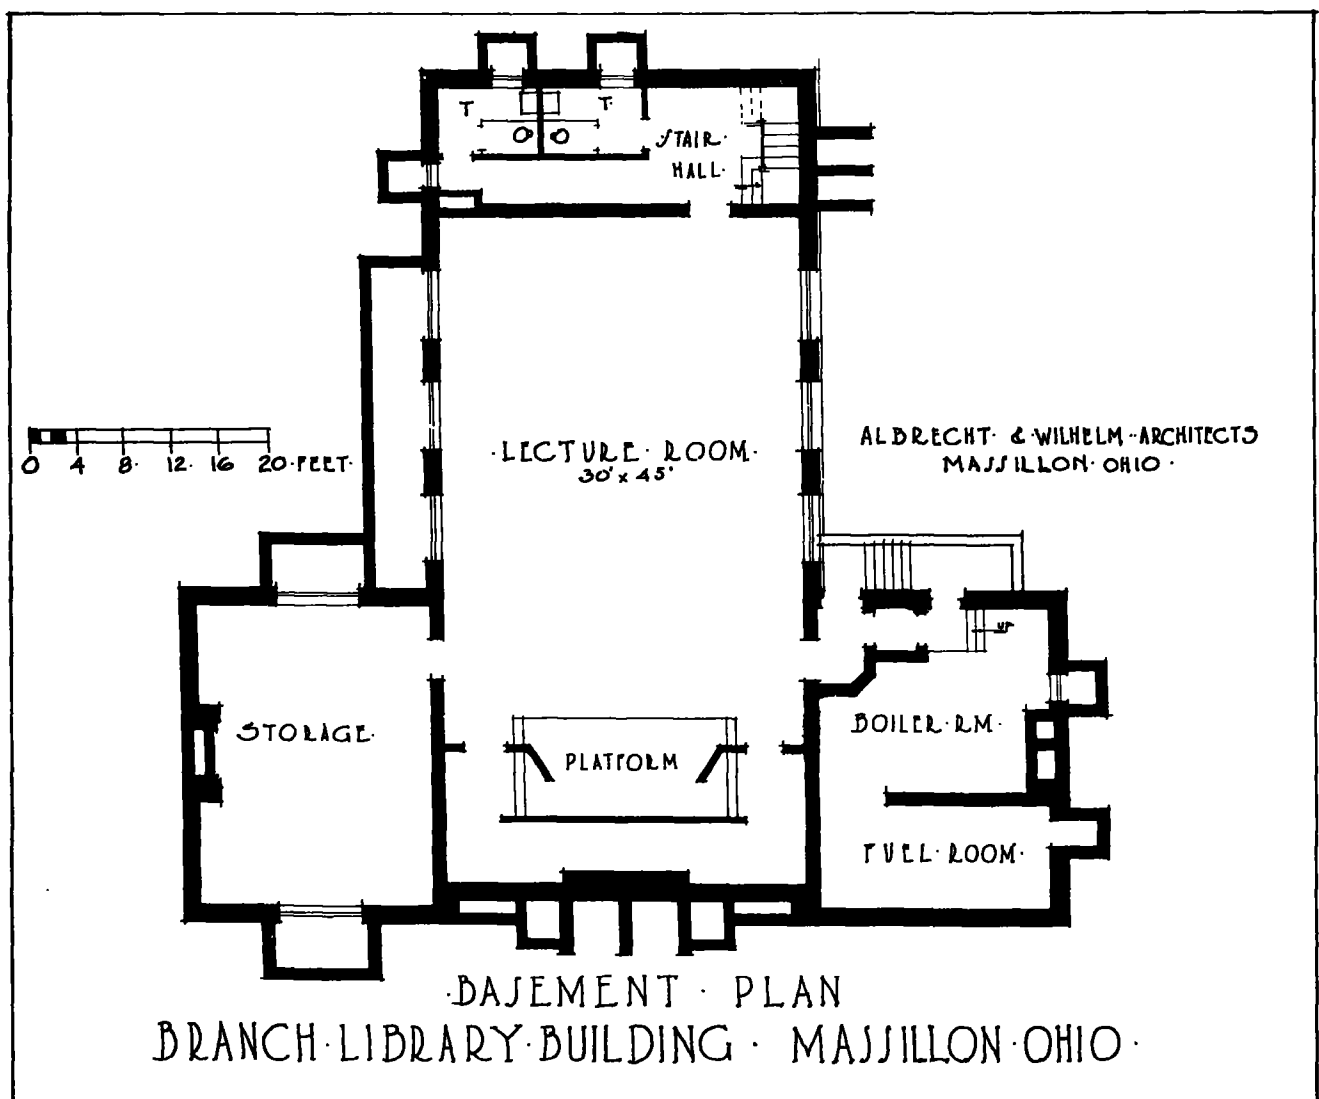 T
T.
·STAIR·
HALL·
·LECTURE·ROOM·
30' x 45'
ALBRECHT· & ·WILHELM·ARCHITECTS
MASSILLON·OHIO·
0 4 8· 12· 16 20·FEET·
UP
STORAGE·
PLATFORM
BOILER·RM·
FUEL·ROOM·
·BASEMENT · PLAN
BRANCH·LIBRARY·BUILDING · MASSILLON·OHIO·